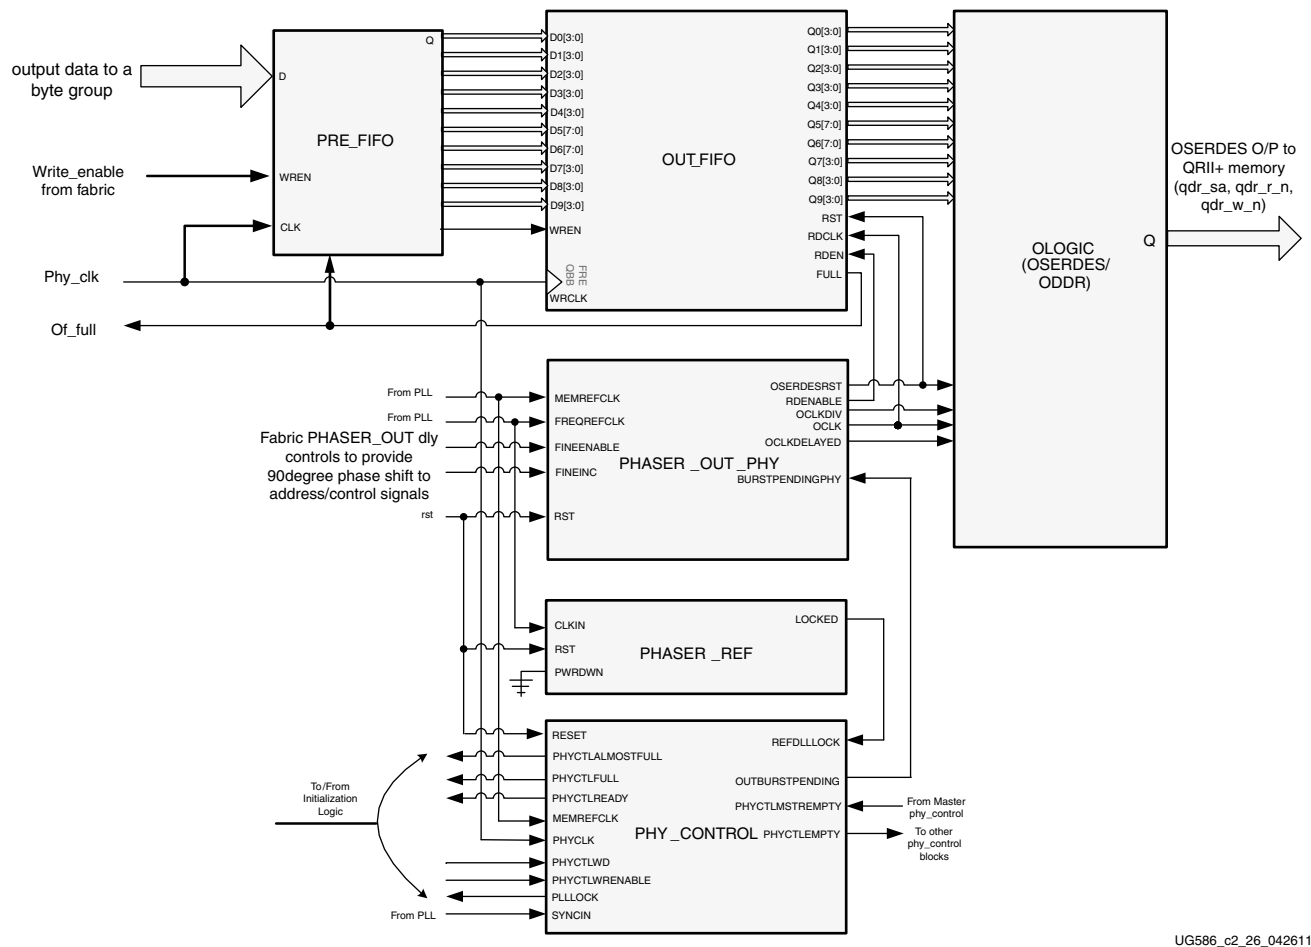 output data to a
byte group
Write_enable
from fabric
Phy_clk
Of_full
Q
D
PRE_FIFO
WREN
CLK
D0[3:0]
D1[3:0]
D2[3:0]
D3[3:0]
D4[3:0]
D5[7:0]
D6[7:0]
D7[3:0]
D8[3:0]
D9[3:0]
WREN
FRE
QBB
WRCLK
OUT_FIFO
Q0[3:0]
Q1[3:0]
Q2[3:0]
Q3[3:0]
Q4[3:0]
Q5[7:0]
Q6[7:0]
Q7[3:0]
Q8[3:0]
Q9[3:0]
RST
RDCLK
RDEN
FULL
OLOGIC
(OSERDES/
ODDR)
Q
OSERDES O/P to
QRII+ memory
(qdr_sa, qdr_r_n,
qdr_w_n)
From PLL
From PLL
Fabric PHASER_OUT dly
controls to provide
90degree phase shift to
address/control signals
rst
MEMREFCLK
FREQREFCLK
FINEENABLE
FINEINC
RST
PHASER _OUT _PHY
OSERDESRST
RDENABLE
OCLKDIV
OCLK
OCLKDELAYED
BURSTPENDINGPHY
CLKIN
RST
PWRDWN
PHASER _REF
LOCKED
To/From
Initialization
Logic
From PLL
RESET
PHYCTLALMOSTFULL
PHYCTLFULL
PHYCTLREADY
MEMREFCLK
PHYCLK
PHYCTLWD
PHYCTLWRENABLE
PLLLOCK
SYNCIN
PHY _CONTROL
REFDLLLOCK
OUTBURSTPENDING
PHYCTLMSTREMPTY
PHYCTLEMPTY
From Master
phy_control
To other
phy_control
blocks
UG586_c2_26_042611